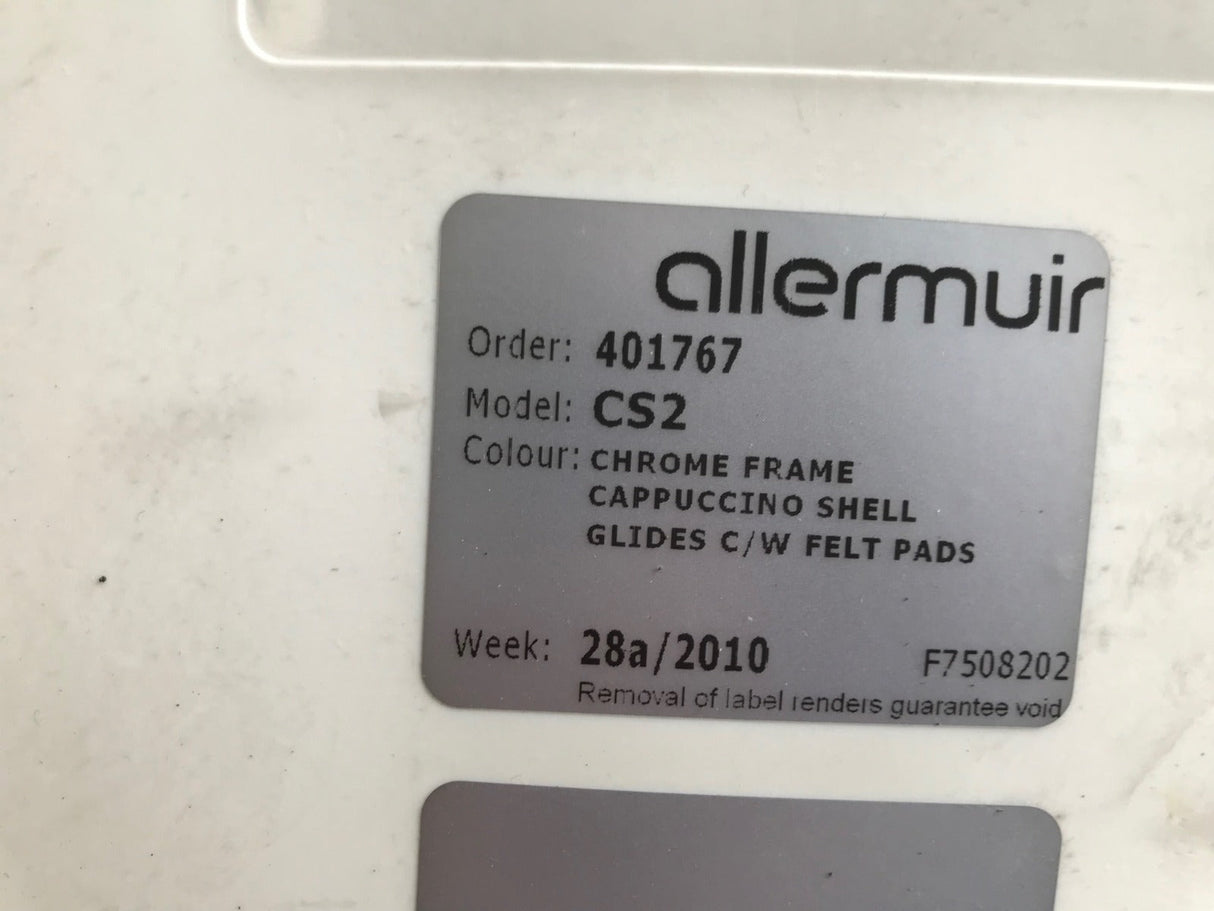 allermuir
Order: 401767
Model: CS2
Colour: CHROME FRAME
CAPPUCCINO SHELL
GLIDES C/W FELT PADS
Week: 28a/2010 F7508202
Removal of label renders guarantee void